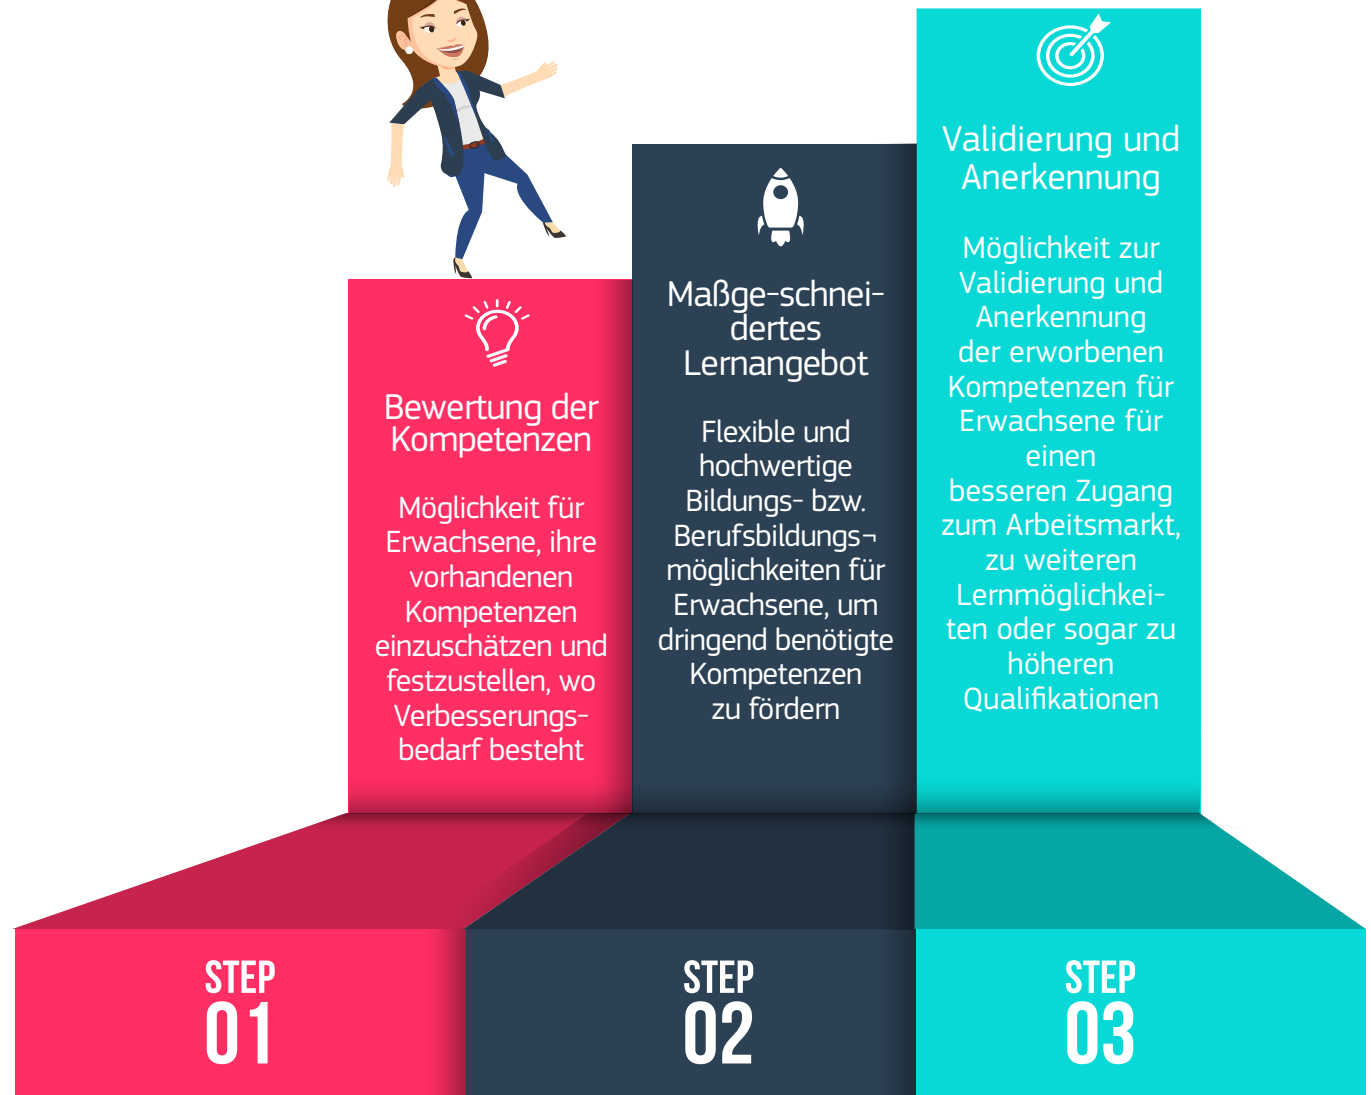 Bewertung der
Kompetenzen
Möglichkeit für
Erwachsene, ihre
vorhandenen
Kompetenzen
einzuschätzen und
festzustellen, wo
Verbesserungs-
bedarf besteht
Maßge-schnei-
dertes
Lernangebot
Flexible und
hochwertige
Bildungs- bzw.
Berufsbildungs¬
möglichkeiten für
Erwachsene, um
dringend benötigte
Kompetenzen
zu fördern
Validierung und
Anerkennung
Möglichkeit zur
Validierung und
Anerkennung
der erworbenen
Kompetenzen für
Erwachsene für
einen
besseren Zugang
zum Arbeitsmarkt,
zu weiteren
Lernmöglichkei-
ten oder sogar zu
höheren
Qualifikationen
STEP
01
STEP
02
STEP
03